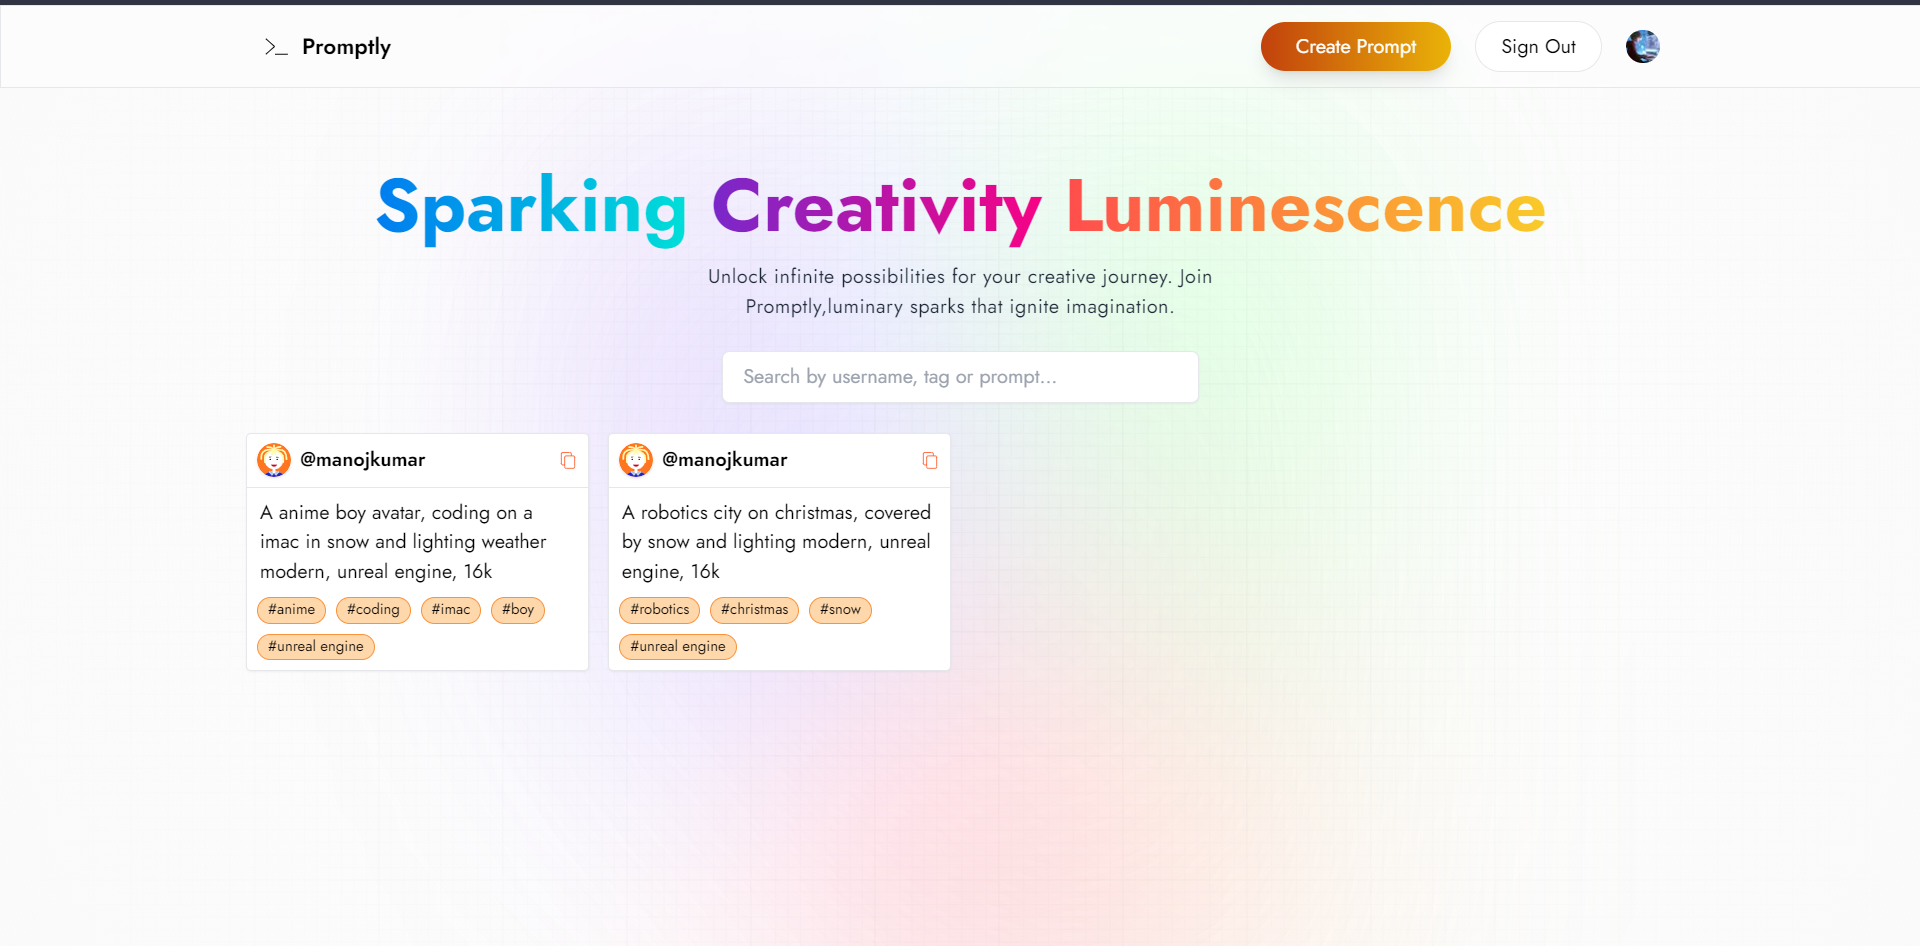 >_ Promptly
Create Prompt
Sign Out
Sparking Creativity Luminescence
Unlock infinite possibilities for your creative journey. Join
Promptly,luminary sparks that ignite imagination.
Search by username, tag or prompt...
@manojkumar
A anime boy avatar, coding on a
imac in snow and lighting weather
modern, unreal engine, 16k
#anime #coding #imac #boy
#unreal engine
@manojkumar
A robotics city on christmas, covered
by snow and lighting modern, unreal
engine, 16k
#robotics #christmas #snow
#unreal engine